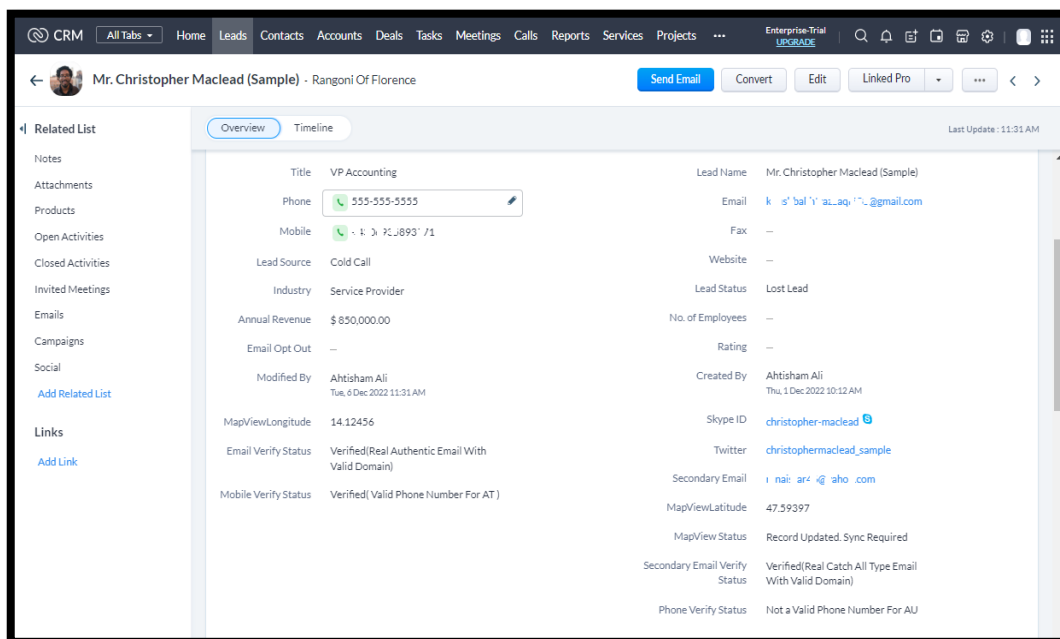 CRM All Tabs Home Leads Contacts Accounts Deals Tasks Meetings Calls Reports Services Projects ••• Enterprise-Trial
UPGRADE
Mr. Christopher Maclead (Sample) - Rangoni Of Florence Send Email Convert Edit Linked Pro •••
Related List
Notes
Attachments
Products
Open Activities
Closed Activities
Invited Meetings
Emails
Campaigns
Social
Add Related List
Links
Add Link
Overview Timeline Last Update : 11:31 AM
Title VP Accounting
Phone 555-555-5555
Mobile
Lead Source Cold Call
Industry Service Provider
Annual Revenue $ 850,000.00
Email Opt Out —
Modified By Ahtisham Ali
Tue, 6 Dec 2022 11:31 AM
MapViewLongitude 14.12456
Email Verify Status Verified(Real Authentic Email With
Valid Domain)
Mobile Verify Status Verified( Valid Phone Number For AT )
Lead Name Mr. Christopher Maclead (Sample)
Email @gmail.com
Fax —
Website —
Lead Status Lost Lead
No. of Employees —
Rating —
Created By Ahtisham Ali
Thu, 1 Dec 2022 10:12 AM
Skype ID christopher-maclead
Twitter christophermaclead_sample
Secondary Email
MapViewLatitude 47.59397
MapView Status Record Updated. Sync Required
Secondary Email Verify
Status
Verified(Real Catch All Type Email
With Valid Domain)
Phone Verify Status Not a Valid Phone Number For AU